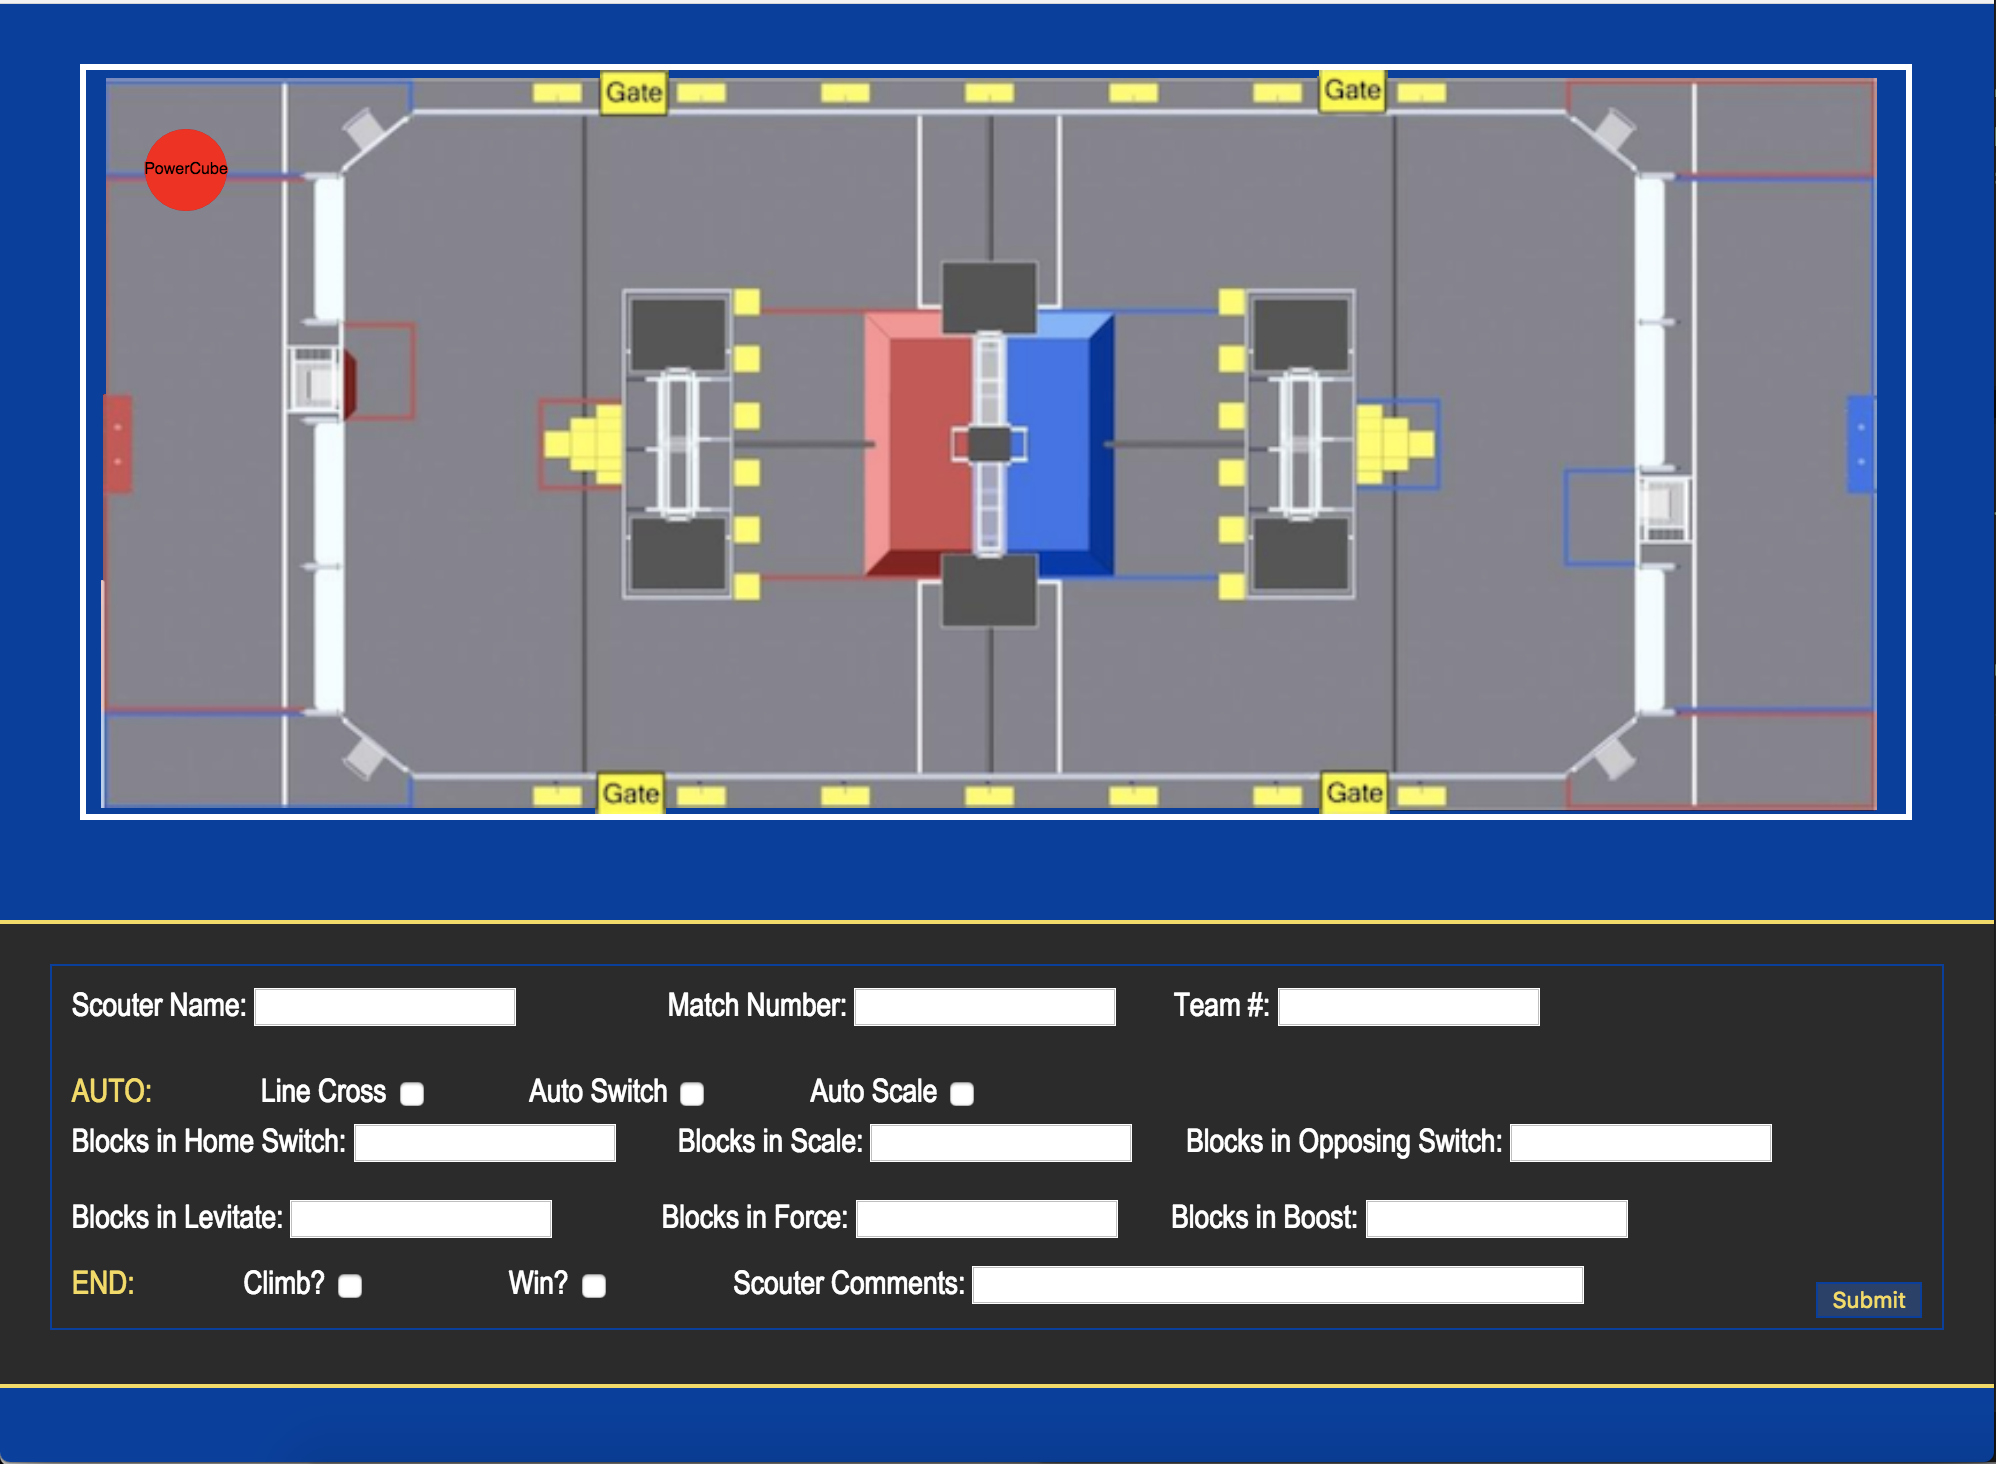 Gate Gate
PowerCube
Gate Gate
Scouter Name: Match Number: Team #:
AUTO: Line Cross Auto Switch Auto Scale
Blocks in Home Switch: Blocks in Scale: Blocks in Opposing Switch:
Blocks in Levitate: Blocks in Force: Blocks in Boost:
END: Climb? Win? Scouter Comments:
Submit